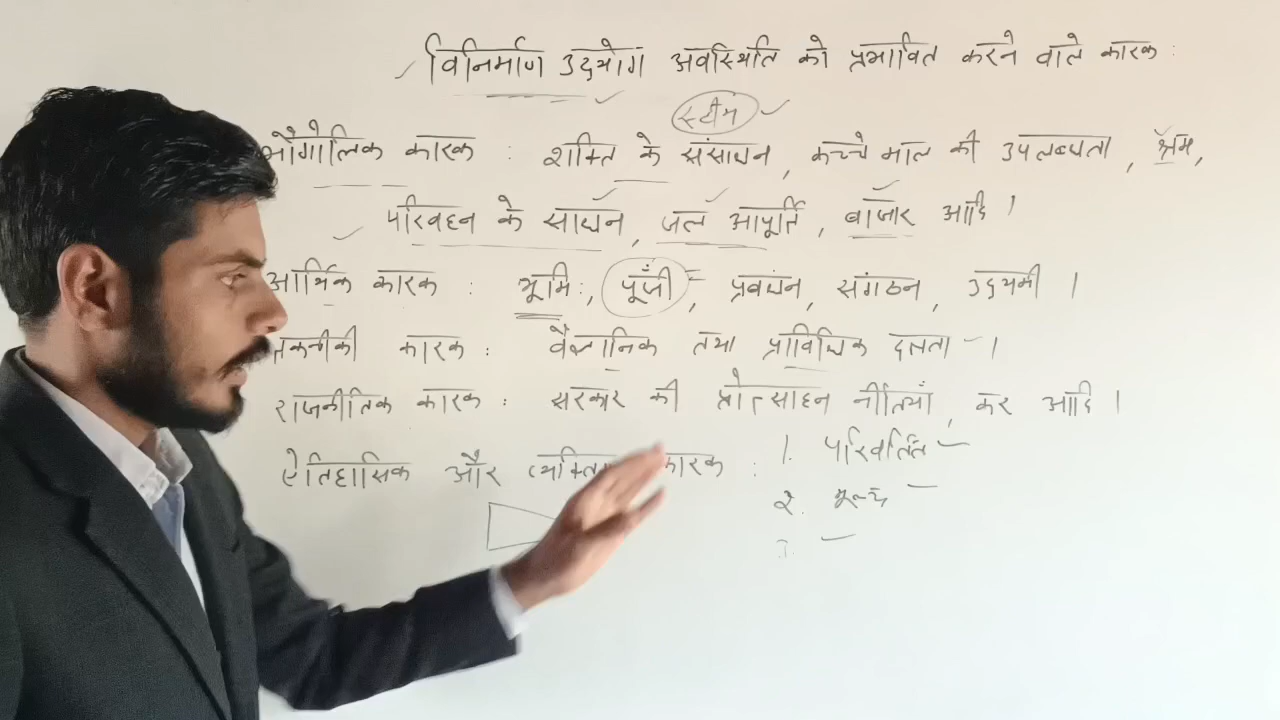 विनिर्माण उद्योग अवस्थिति को प्रभावित करने वाले कारक :
स्टीम
भौगोलिक कारक : शक्ति के संसाधन, कच्चे माल की उपलब्धता, श्रम,
परिवहन के साधन, जल आपूर्ति, बाजार आदि ।
आर्थिक कारक : भूमि, पूँजी, प्रबंधन, संगठन, उद्यमी ।
तकनीकी कारक : वैज्ञानिक तथा प्राविधिक दक्षता ।
राजनीतिक कारक : सरकार की प्रोत्साहन नीतियाँ, कर आदि ।
ऐतिहासिक और कारक :
1. परिवर्तित
2.
3.